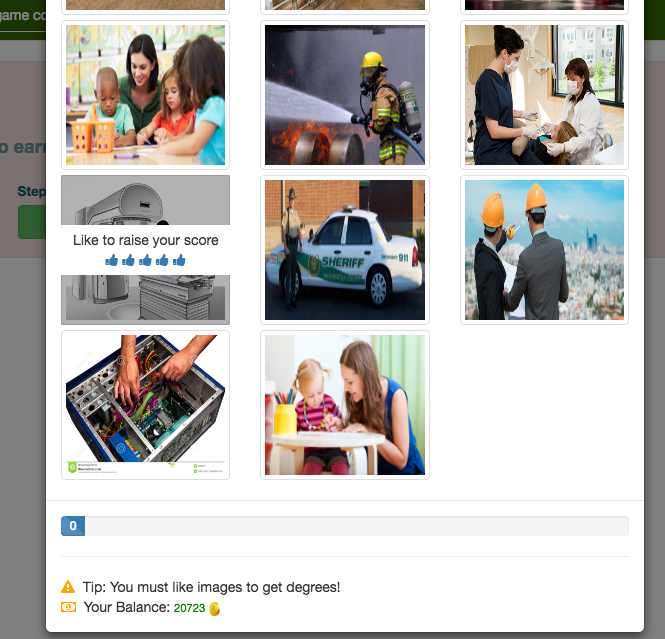 game co
o earn
Step
Like to raise your score
SHERIFF
911
0
Tip: You must like images to get degrees!
Your Balance: 20723